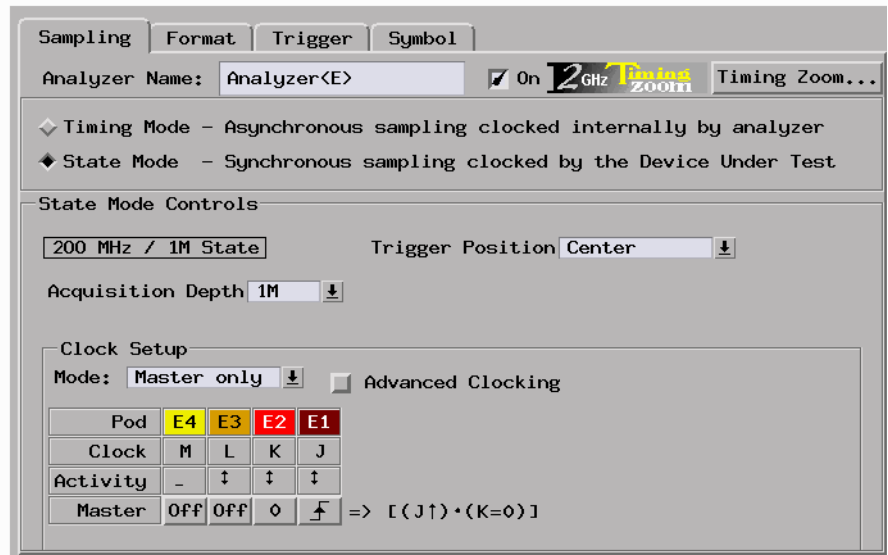 Sampling Format Trigger Symbol
Analyzer Name: Analyzer<E> On 2GHz Timing zoom Timing Zoom...
Timing Mode - Asynchronous sampling clocked internally by analyzer
State Mode - Synchronous sampling clocked by the Device Under Test
State Mode Controls
200 MHz / 1M State Trigger Position Center
Acquisition Depth 1M
Clock Setup
Mode: Master only Advanced Clocking
Pod E4 E3 E2 E1
Clock M L K J
Activity - ↕ ↕ ↕
Master Off Off 0 => [(J↑)·(K=0)]